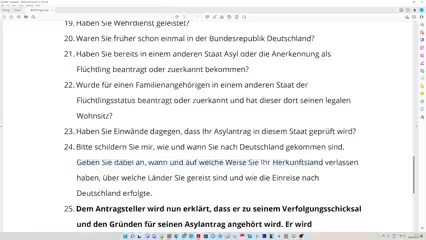 19. Haben Sie Wehrdienst geleistet?
20. Waren Sie früher schon einmal in der Bundesrepublik Deutschland?
21. Haben Sie bereits in einem anderen Staat Asyl oder die Anerkennung als
Flüchtling beantragt oder zuerkannt bekommen?
22. Wurde für einen Familienangehörigen in einem anderen Staat der
Flüchtlingsstatus beantragt oder zuerkannt und hat dieser dort seinen legalen
Wohnsitz?
23. Haben Sie Einwände dagegen, dass Ihr Asylantrag in diesem Staat geprüft wird?
24. Bitte schildern Sie mir, wie und wann Sie nach Deutschland gekommen sind.
Geben Sie dabei an, wann und auf welche Weise Sie Ihr Herkunftsland verlassen
haben, über welche Länder Sie gereist sind und wie die Einreise nach
Deutschland erfolgte.
25. Dem Antragsteller wird nun erklärt, dass er zu seinem Verfolgungsschicksal
und den Gründen für seinen Asylantrag angehört wird. Er wird